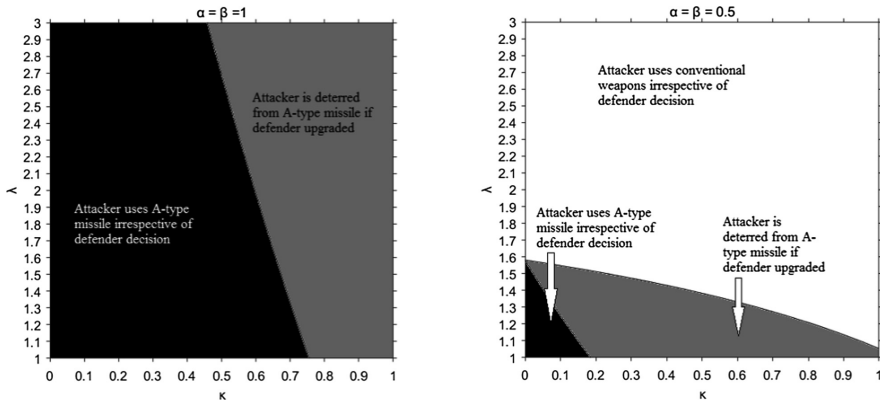 α = β =1
3
2.9
2.8
2.7
2.6
2.5
2.4
2.3
2.2
2.1
2
1.9
1.8
1.7
1.6
1.5
1.4
1.3
1.2
1.1
1
λ
Attacker is deterred
from A-type missile if
defender upgraded
Attacker uses A-type
missile irrespective of
defender decision
0 0.1 0.2 0.3 0.4 0.5 0.6 0.7 0.8 0.9 1
κ
α = β = 0.5
3
2.9
2.8
2.7
2.6
2.5
2.4
2.3
2.2
2.1
2
1.9
1.8
1.7
1.6
1.5
1.4
1.3
1.2
1.1
1
λ
Attacker uses conventional
weapons irrespective of
defender decision
Attacker uses A-type
missile irrespective of
defender decision
Attacker is
deterred from A-
type missile if
defender upgraded
0 0.1 0.2 0.3 0.4 0.5 0.6 0.7 0.8 0.9 1
κ